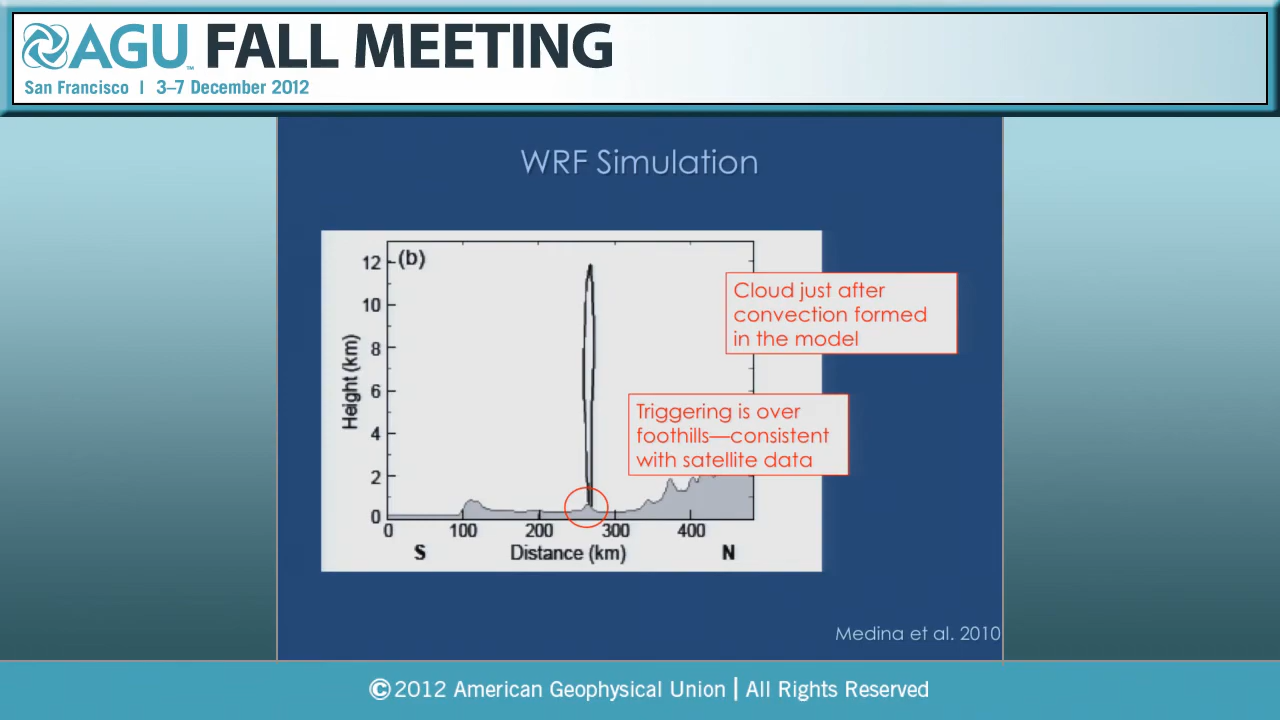 AGU™ FALL MEETING
San Francisco | 3–7 December 2012
WRF Simulation
(b)
12
10
8
6
4
2
0
Height (km)
Cloud just after
convection formed
in the model
Triggering is over
foothills—consistent
with satellite data
0 100 200 300 400
S Distance (km) N
Medina et al. 2010
©2012 American Geophysical Union | All Rights Reserved